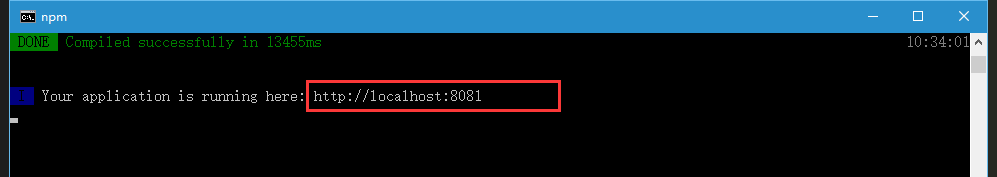 npm
DONE Compiled successfully in 13455ms 10:34:01
I Your application is running here: http://localhost:8081